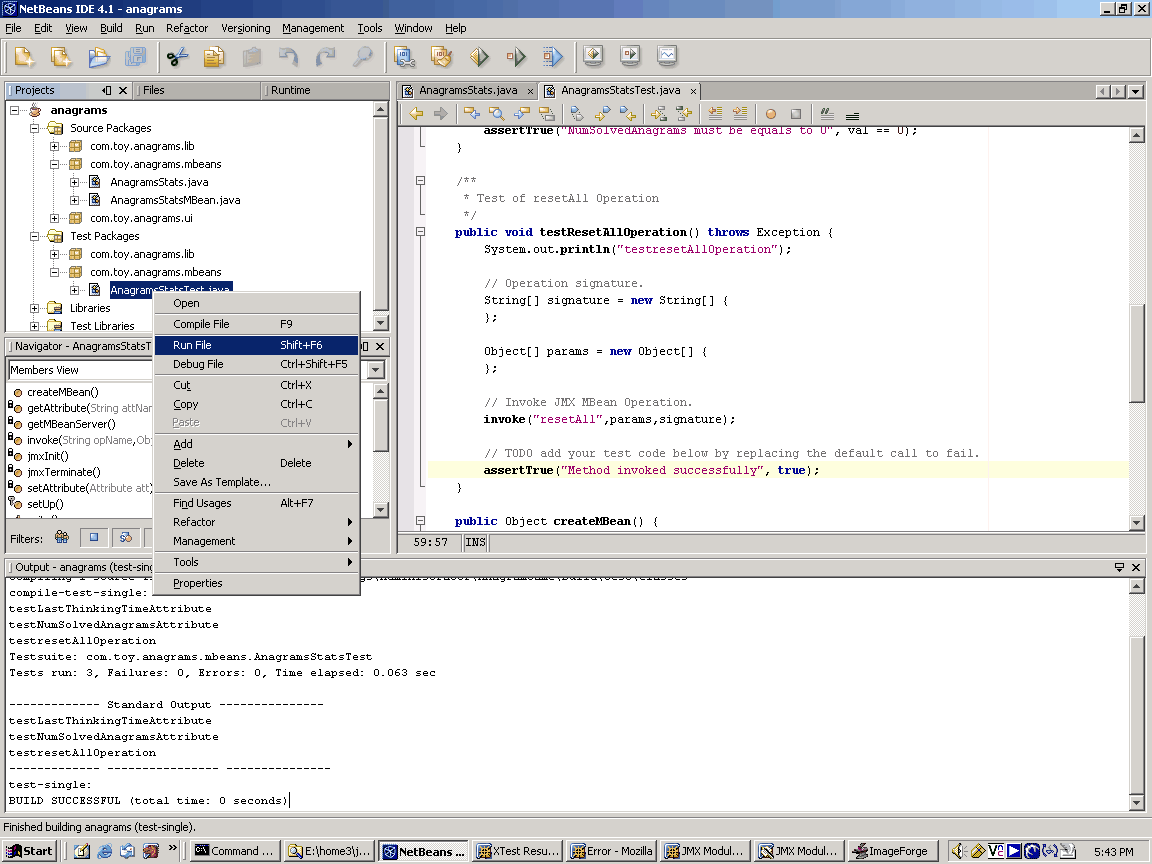 NetBeans IDE 4.1 - anagrams
File Edit View Build Run Refactor Versioning Management Tools Window Help
Projects Files Runtime
anagrams
Source Packages
com.toy.anagrams.lib
com.toy.anagrams.mbeans
AnagramsStats.java
AnagramsStatsMBean.java
com.toy.anagrams.ui
Test Packages
com.toy.anagrams.lib
com.toy.anagrams.mbeans
AnagramsStatsTest.java
Libraries
Test Libraries
Navigator - AnagramsStatsT
Members View
createMBean()
getAttribute(String attNam
getMBeanServer()
invoke(String opName,Obj
jmxInit()
jmxTerminate()
setAttribute(Attribute att)
setUp()
Filters:
Open
Compile File F9
Run File Shift+F6
Debug File Ctrl+Shift+F5
Cut Ctrl+X
Copy Ctrl+C
Paste Ctrl+V
Add
Delete Delete
Save As Template...
Find Usages Alt+F7
Refactor
Management
Tools
Properties
AnagramsStats.java AnagramsStatsTest.java
assertTrue("NumSolvedAnagrams must be equals to 0", val == 0);
}
/**
* Test of resetAll Operation
*/
public void testResetAllOperation() throws Exception {
System.out.println("testresetAllOperation");
// Operation signature.
String[] signature = new String[] {
};
Object[] params = new Object[] {
};
// Invoke JMX MBean Operation.
invoke("resetAll",params,signature);
// TODO add your test code below by replacing the default call to fail.
assertTrue("Method invoked successfully", true);
}
public Object createMBean() {
59:57 INS
Output - anagrams (test-sing
compile-test-single:
testLastThinkingTimeAttribute
testNumSolvedAnagramsAttribute
testresetAllOperation
Testsuite: com.toy.anagrams.mbeans.AnagramsStatsTest
Tests run: 3, Failures: 0, Errors: 0, Time elapsed: 0.063 sec
------------- Standard Output ---------------
testLastThinkingTimeAttribute
testNumSolvedAnagramsAttribute
testresetAllOperation
------------- ---------------- ---------------
test-single:
BUILD SUCCESSFUL (total time: 0 seconds)
Finished building anagrams (test-single).
Start » Command ... E:\home3\j... NetBeans ... XTest Resu... Error - Mozilla JMX Modul... JMX Modul... ImageForge 5:43 PM